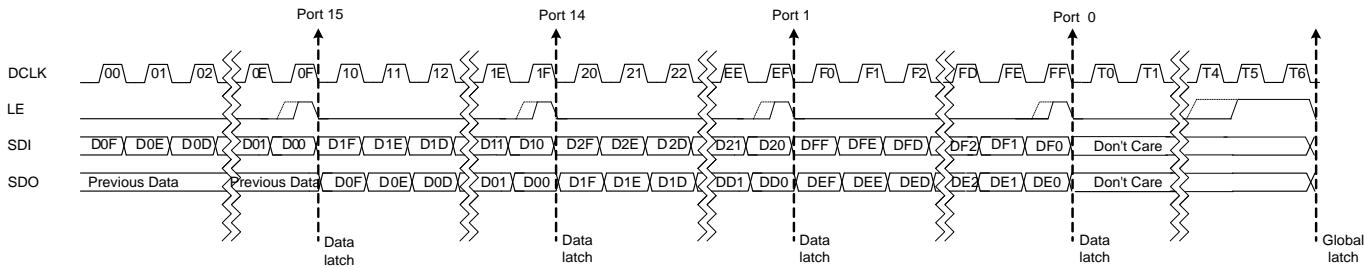 Port 15 Port 14 Port 1 Port 0
DCLK 00 01 02 0E 0F 10 11 12 1E 1F 20 21 22 EE EF F0 F1 F2 FD FE FF T0 T1 T4 T5 T6
LE
SDI D0F D0E D0D D01 D00 D1F D1E D1D D11 D10 D2F D2E D2D D21 D20 DFF DFE DFD DF2 DF1 DF0 Don't Care
SDO Previous Data Previous Data D0F D0E D0D D01 D00 D1F D1E D1D DD1 DD0 DEF DEE DED DE2 DE1 DE0 Don't Care
Data Data Data Data Global
latch latch latch latch latch